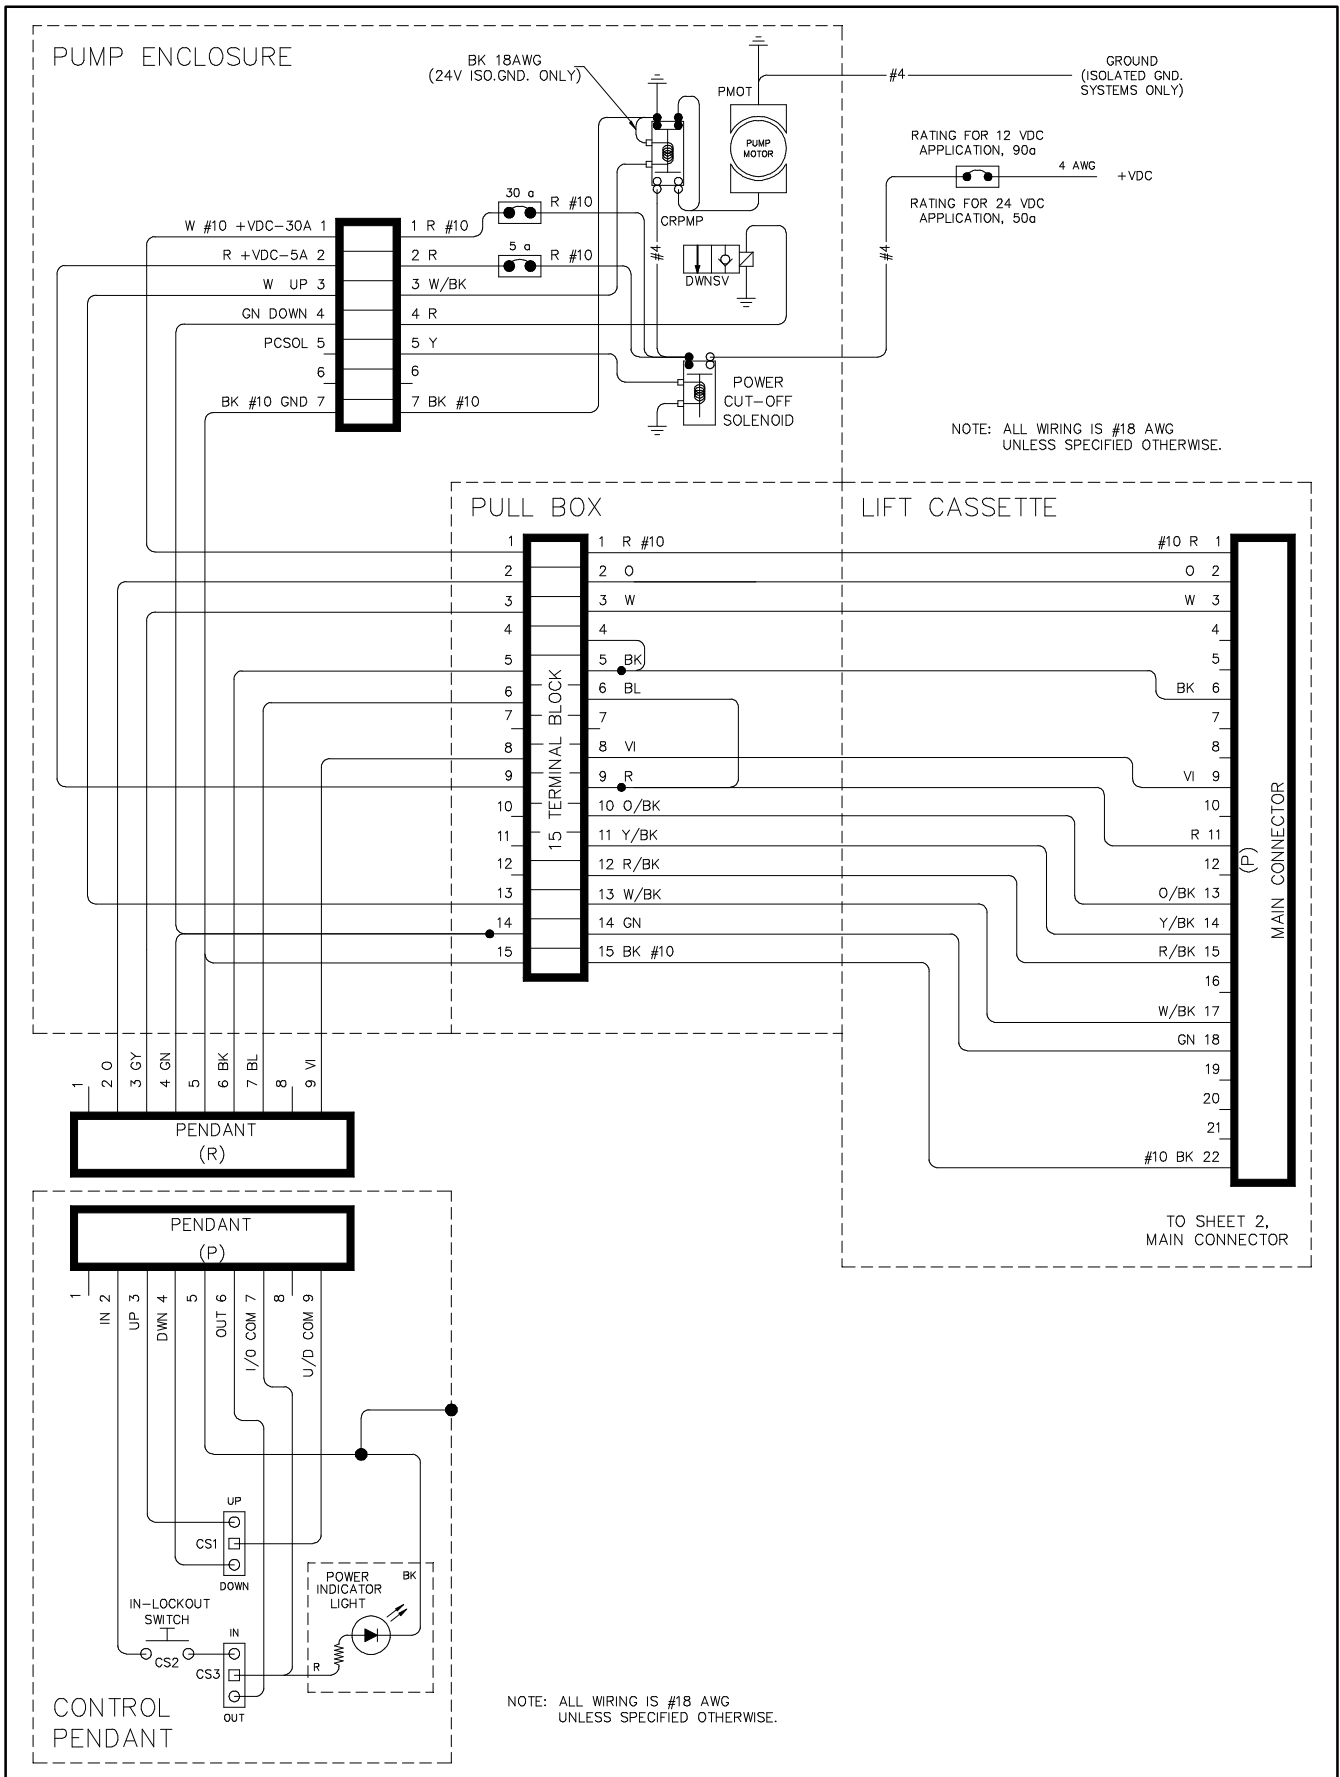 PUMP ENCLOSURE
BK 18AWG
(24V ISO.GND. ONLY)
PMOT
#4
GROUND
(ISOLATED GND.
SYSTEMS ONLY)
PUMP
MOTOR
RATING FOR 12 VDC
APPLICATION, 90a
4 AWG
+VDC
RATING FOR 24 VDC
APPLICATION, 50a
30 a
R #10
CRPMP
W #10 +VDC-30A 1
1 R #10
5 a
R #10
#4
#4
R +VDC-5A 2
2 R
DWNSV
W UP 3
3 W/BK
GN DOWN 4
4 R
PCSOL 5
5 Y
6
6
BK #10 GND 7
7 BK #10
POWER
CUT-OFF
SOLENOID
NOTE: ALL WIRING IS #18 AWG
UNLESS SPECIFIED OTHERWISE.
PULL BOX
LIFT CASSETTE
1
1 R #10
#10 R 1
2
2 O
O 2
3
3 W
W 3
4
4
4
5
5 BK
5
6
6 BL
BK 6
7
7
7
8
8 VI
8
9
9 R
VI 9
10
10 O/BK
10
11
11 Y/BK
R 11
12
12 R/BK
12
13
13 W/BK
O/BK 13
14
14 GN
Y/BK 14
15
15 BK #10
R/BK 15
16
W/BK 17
GN 18
19
20
21
#10 BK 22
15 TERMINAL BLOCK
(P)
MAIN CONNECTOR
TO SHEET 2,
MAIN CONNECTOR
1
2 O
3 GY
4 GN
5
6 BK
7 BL
8
9 VI
PENDANT
(R)
PENDANT
(P)
1
IN 2
UP 3
DWN 4
5
OUT 6
I/O COM 7
8
U/D COM 9
UP
CS1
DOWN
POWER
INDICATOR
LIGHT
BK
IN-LOCKOUT
SWITCH
CS2
IN
CS3
R
OUT
CONTROL
PENDANT
NOTE: ALL WIRING IS #18 AWG
UNLESS SPECIFIED OTHERWISE.